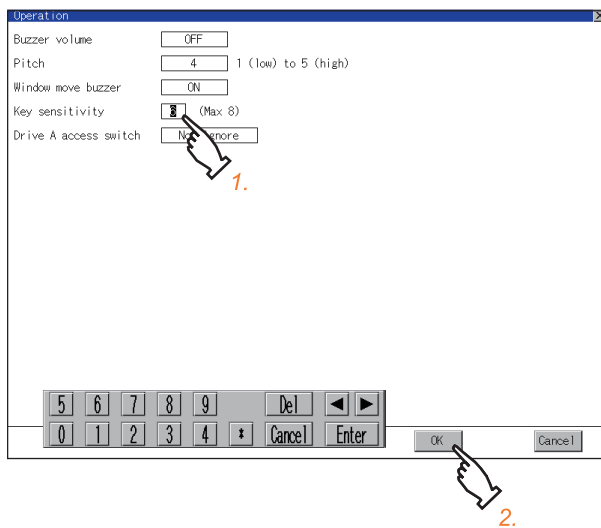 Operation
Buzzer volume OFF
Pitch 4 1 (low) to 5 (high)
Window move buzzer ON
Key sensitivity (Max 8)
Drive A access switch
1.
5 6 7 8 9 Del ◄ ►
0 1 2 3 4 * Cancel Enter
OK Cancel
2.